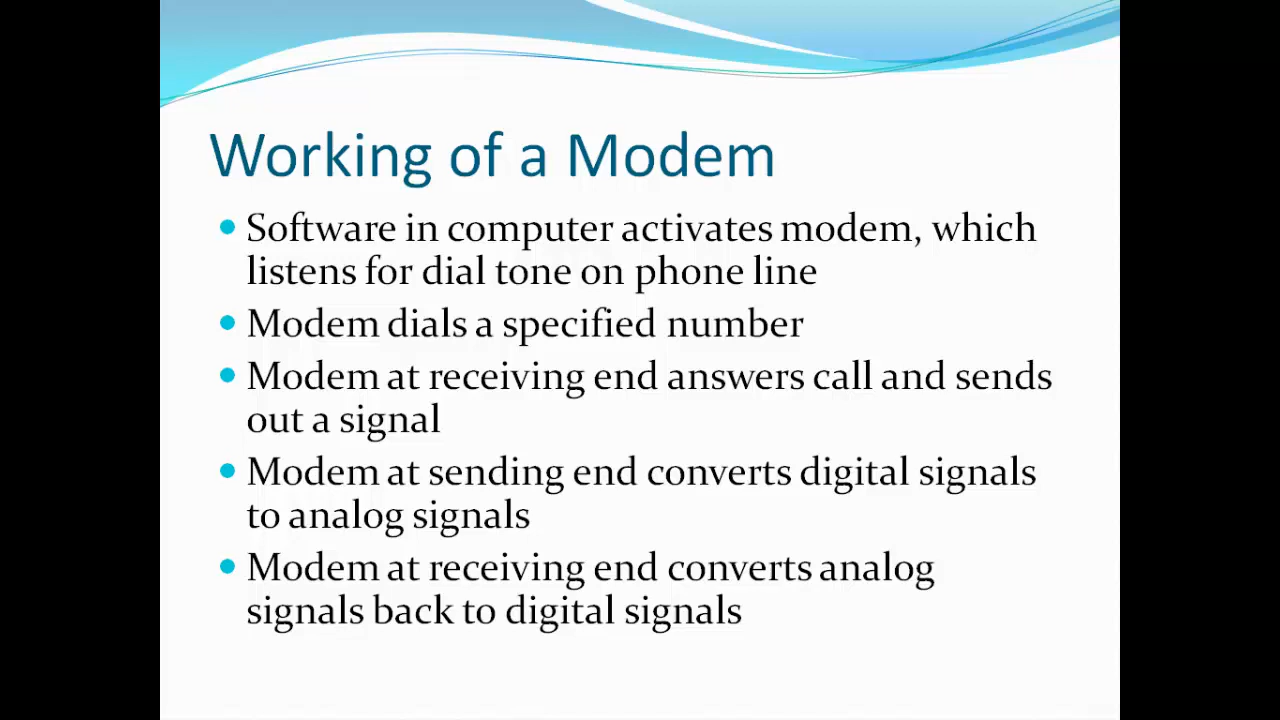 Working of a Modem
• Software in computer activates modem, which
listens for dial tone on phone line
• Modem dials a specified number
• Modem at receiving end answers call and sends
out a signal
• Modem at sending end converts digital signals
to analog signals
• Modem at receiving end converts analog
signals back to digital signals